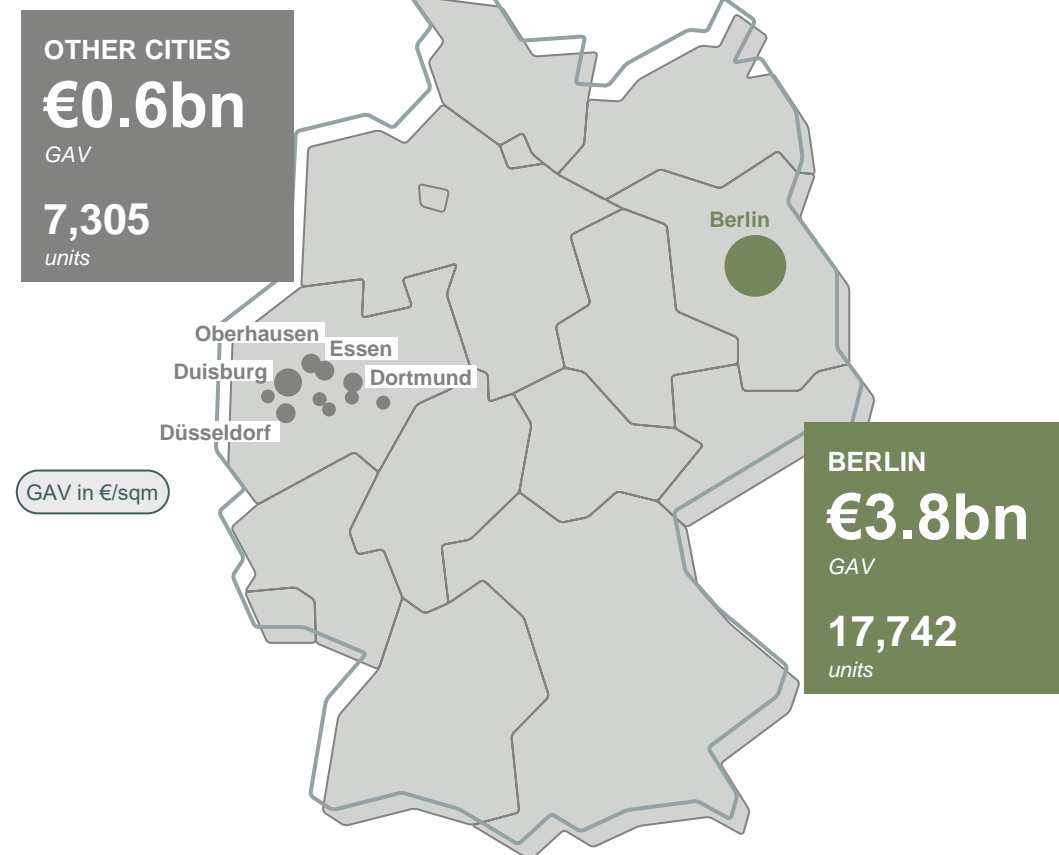 OTHER CITIES
€0.6bn
GAV
7,305
units
Berlin
Oberhausen
Essen
Duisburg
Dortmund
Düsseldorf
GAV in €/sqm
BERLIN
€3.8bn
GAV
17,742
units